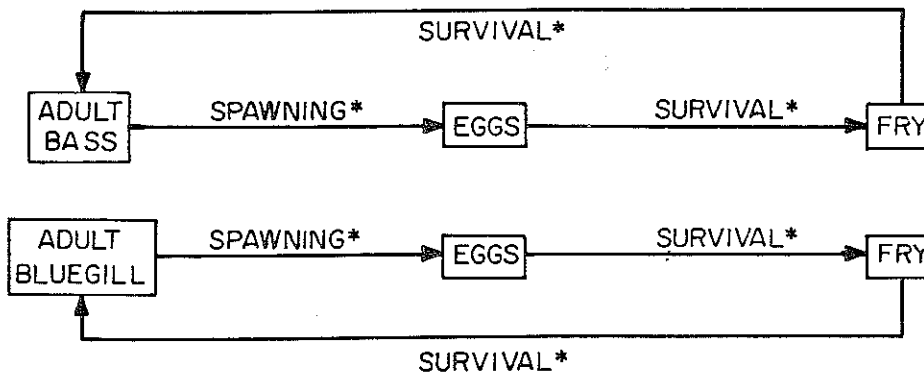 SURVIVAL*
ADULT
BASS
SPAWNING*
EGGS
SURVIVAL*
FRY
ADULT
BLUEGILL
SPAWNING*
EGGS
SURVIVAL*
FRY
SURVIVAL*